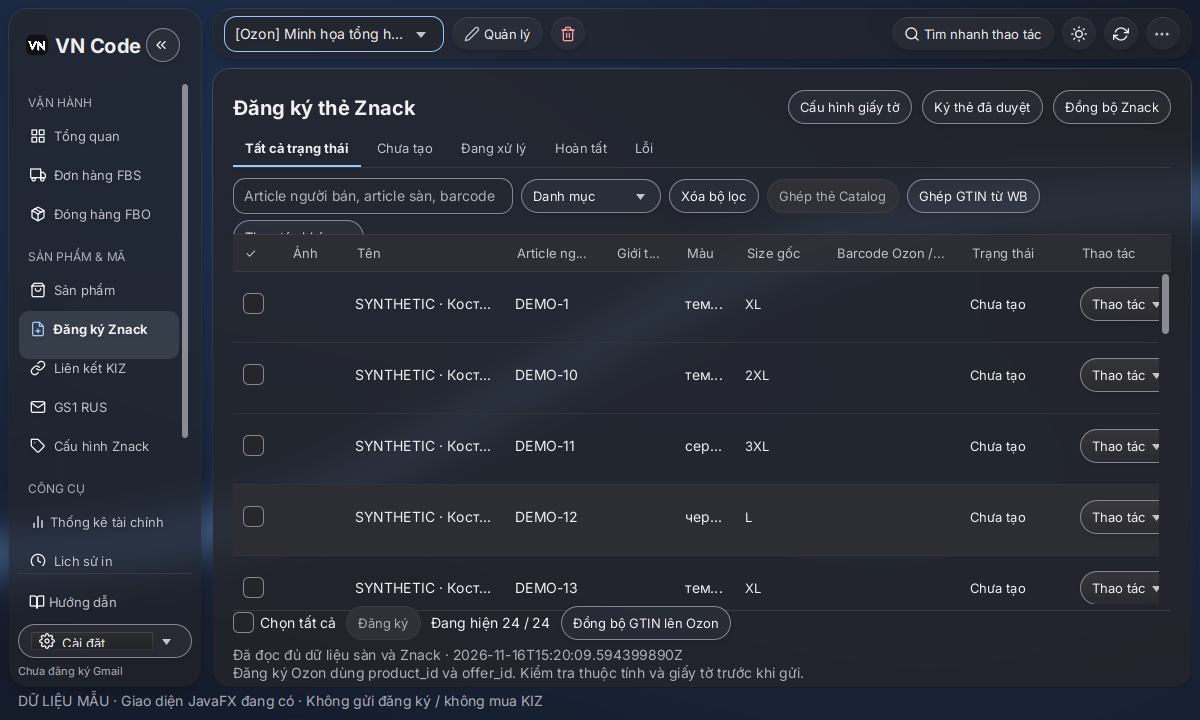 VN VN Code
VẬN HÀNH
Tổng quan
Đơn hàng FBS
Đóng hàng FBO
SẢN PHẨM & MÃ
Sản phẩm
Đăng ký Znack
Liên kết KIZ
GS1 RUS
Cấu hình Znack
CÔNG CỤ
Thống kê tài chính
Lịch sử in
Hướng dẫn
Cài đặt
Chưa đăng ký Gmail
[Ozon] Minh họa tổng h... Quản lý Tìm nhanh thao tác
Đăng ký thẻ Znack Cấu hình giấy tờ Ký thẻ đã duyệt Đồng bộ Znack
Tất cả trạng thái Chưa tạo Đang xử lý Hoàn tất Lỗi
Article người bán, article sàn, barcode Danh mục Xóa bộ lọc Ghép thẻ Catalog Ghép GTIN từ WB
Ảnh Tên Article ng... Giới t... Màu Size gốc Barcode Ozon /... Trạng thái Thao tác
SYNTHETIC · Кост... DEMO-1 тем... XL Chưa tạo Thao tác
SYNTHETIC · Кост... DEMO-10 тем... 2XL Chưa tạo Thao tác
SYNTHETIC · Кост... DEMO-11 сер... 3XL Chưa tạo Thao tác
SYNTHETIC · Кост... DEMO-12 чер... L Chưa tạo Thao tác
SYNTHETIC · Кост... DEMO-13 тем... XL Chưa tạo Thao tác
Chọn tất cả Đăng ký Đang hiện 24 / 24 Đồng bộ GTIN lên Ozon
Đã đọc đủ dữ liệu sàn và Znack · 2026-11-16T15:20:09.594399890Z
Đăng ký Ozon dùng product_id và offer_id. Kiểm tra thuộc tính và giấy tờ trước khi gửi.
DỮ LIỆU MẪU · Giao diện JavaFX đang có · Không gửi đăng ký / không mua KIZ